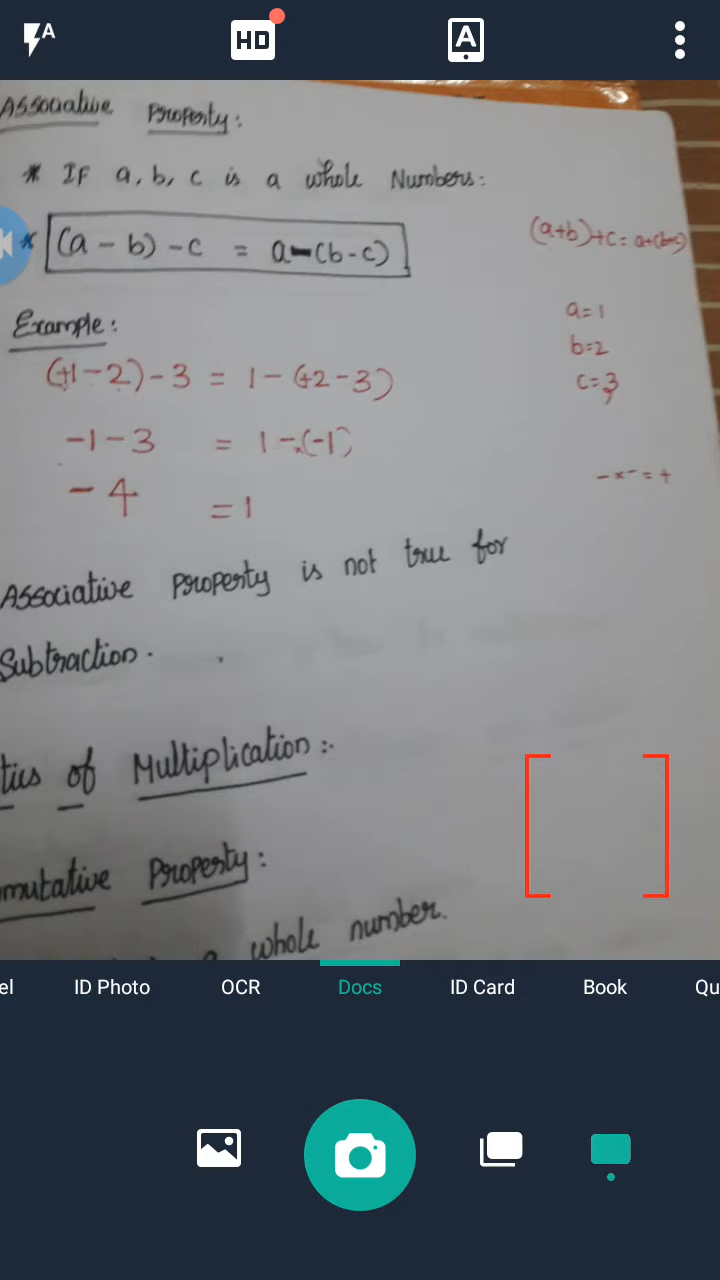 A
HD
A
Associative Property:
* If a, b, c is a whole Numbers:
* (a - b) - c = a - (b - c)
(a+b)+c = a+(b+c)
a=1
b=2
c=3
Example:
(+1-2)-3 = 1-(+2-3)
-1-3 = 1-×(-1)
-4 = 1
-×- = +
Associative Property is not true for
Subtraction.
ties of Multiplication:
mutative Property:
a whole number.
el ID Photo OCR Docs ID Card Book Qu